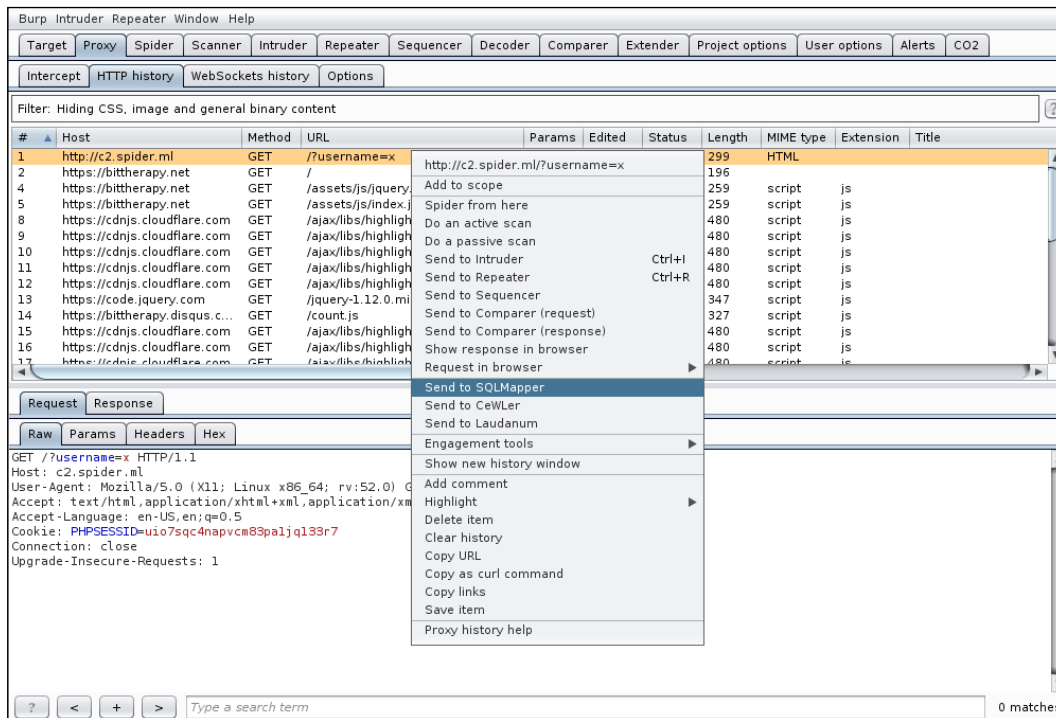 Burp Intruder Repeater Window Help
Target Proxy Spider Scanner Intruder Repeater Sequencer Decoder Comparer Extender Project options User options Alerts CO2
Intercept HTTP history WebSockets history Options
Filter: Hiding CSS, image and general binary content ?
# Host Method URL Params Edited Status Length MIME type Extension Title
1 http://c2.spider.ml GET /?username=x 299 HTML
2 https://bittherapy.net GET / 196
4 https://bittherapy.net GET /assets/js/jquery. 259 script js
5 https://bittherapy.net GET /assets/js/index.j 259 script js
8 https://cdnjs.cloudflare.com GET /ajax/libs/highligh 480 script js
9 https://cdnjs.cloudflare.com GET /ajax/libs/highligh 480 script js
10 https://cdnjs.cloudflare.com GET /ajax/libs/highligh 480 script js
11 https://cdnjs.cloudflare.com GET /ajax/libs/highligh 480 script js
12 https://cdnjs.cloudflare.com GET /ajax/libs/highligh 480 script js
13 https://code.jquery.com GET /jquery-1.12.0.mi 347 script js
14 https://bittherapy.disqus.c... GET /count.js 327 script js
15 https://cdnjs.cloudflare.com GET /ajax/libs/highligh 480 script js
16 https://cdnjs.cloudflare.com GET /ajax/libs/highligh 480 script js
17 https://cdnjs.cloudflare.com GET /ajax/libs/highligh 480 script js
http://c2.spider.ml/?username=x
Add to scope
Spider from here
Do an active scan
Do a passive scan
Send to Intruder Ctrl+I
Send to Repeater Ctrl+R
Send to Sequencer
Send to Comparer (request)
Send to Comparer (response)
Show response in browser
Request in browser
Send to SQLMapper
Send to CeWLer
Send to Laudanum
Engagement tools
Show new history window
Add comment
Highlight
Delete item
Clear history
Copy URL
Copy as curl command
Copy links
Save item
Proxy history help
Request Response
Raw Params Headers Hex
GET /?username=x HTTP/1.1
Host: c2.spider.ml
User-Agent: Mozilla/5.0 (X11; Linux x86_64; rv:52.0) G
Accept: text/html,application/xhtml+xml,application/xm
Accept-Language: en-US,en;q=0.5
Cookie: PHPSESSID=uio7sqc4napvcm83pa1jq133r7
Connection: close
Upgrade-Insecure-Requests: 1
? < + > Type a search term 0 matches